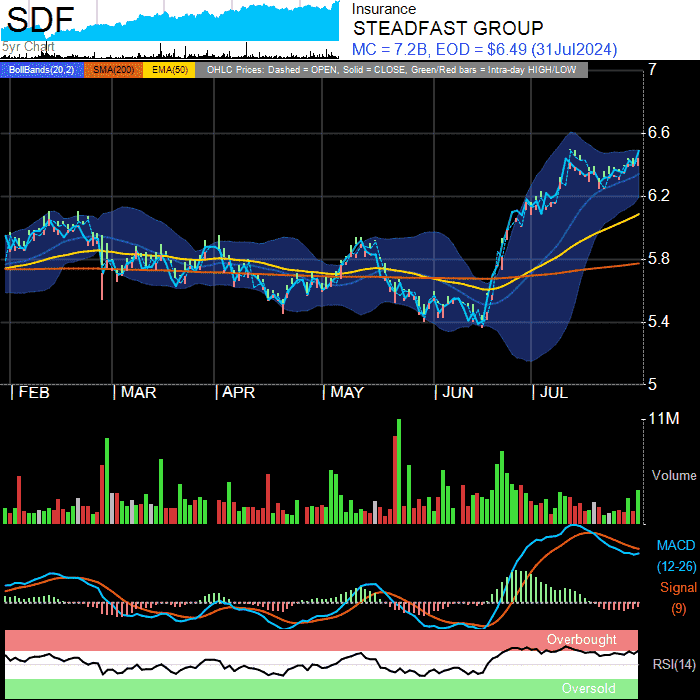 SDF
5yr Chart
Insurance
STEADFAST GROUP
MC = 7.2B, EOD = $6.49 (31Jul2024)
BollBands(20,2) SMA(200) EMA(50) OHLC Prices: Dashed = OPEN, Solid = CLOSE, Green/Red bars = Intra-day HIGH/LOW
7
6.6
6.2
5.8
5.4
5
| FEB | MAR | APR | MAY | JUN | JUL
11M
Volume
MACD
(12-26)
Signal
(9)
Overbought
RSI(14)
Oversold